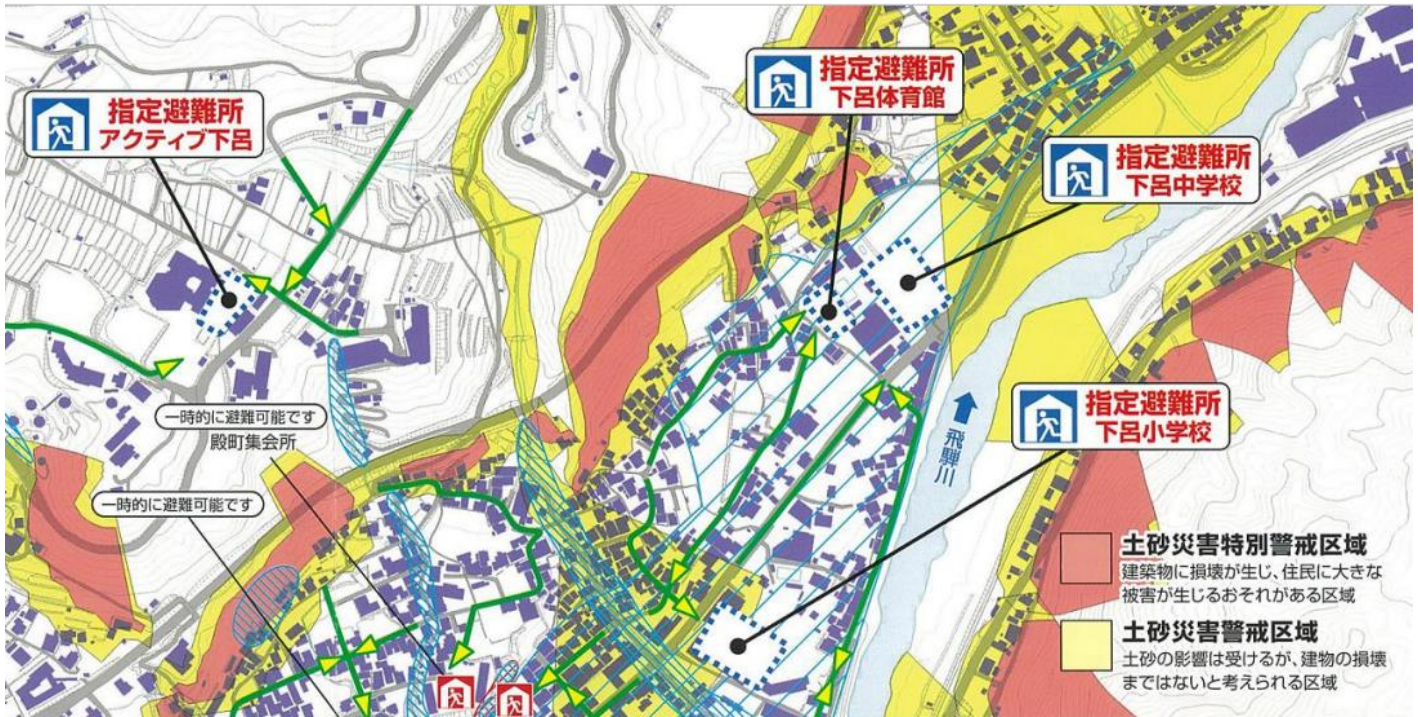 指定避難所
アクティブ下呂
指定避難所
下呂体育館
指定避難所
下呂中学校
指定避難所
下呂小学校
飛騨川
一時的に避難可能です
殿町集会所
一時的に避難可能です
土砂災害特別警戒区域
建築物に損壊が生じ、住民に大きな
被害が生じるおそれがある区域
土砂災害警戒区域
土砂の影響は受けるが、建物の損壊
まではないと考えられる区域